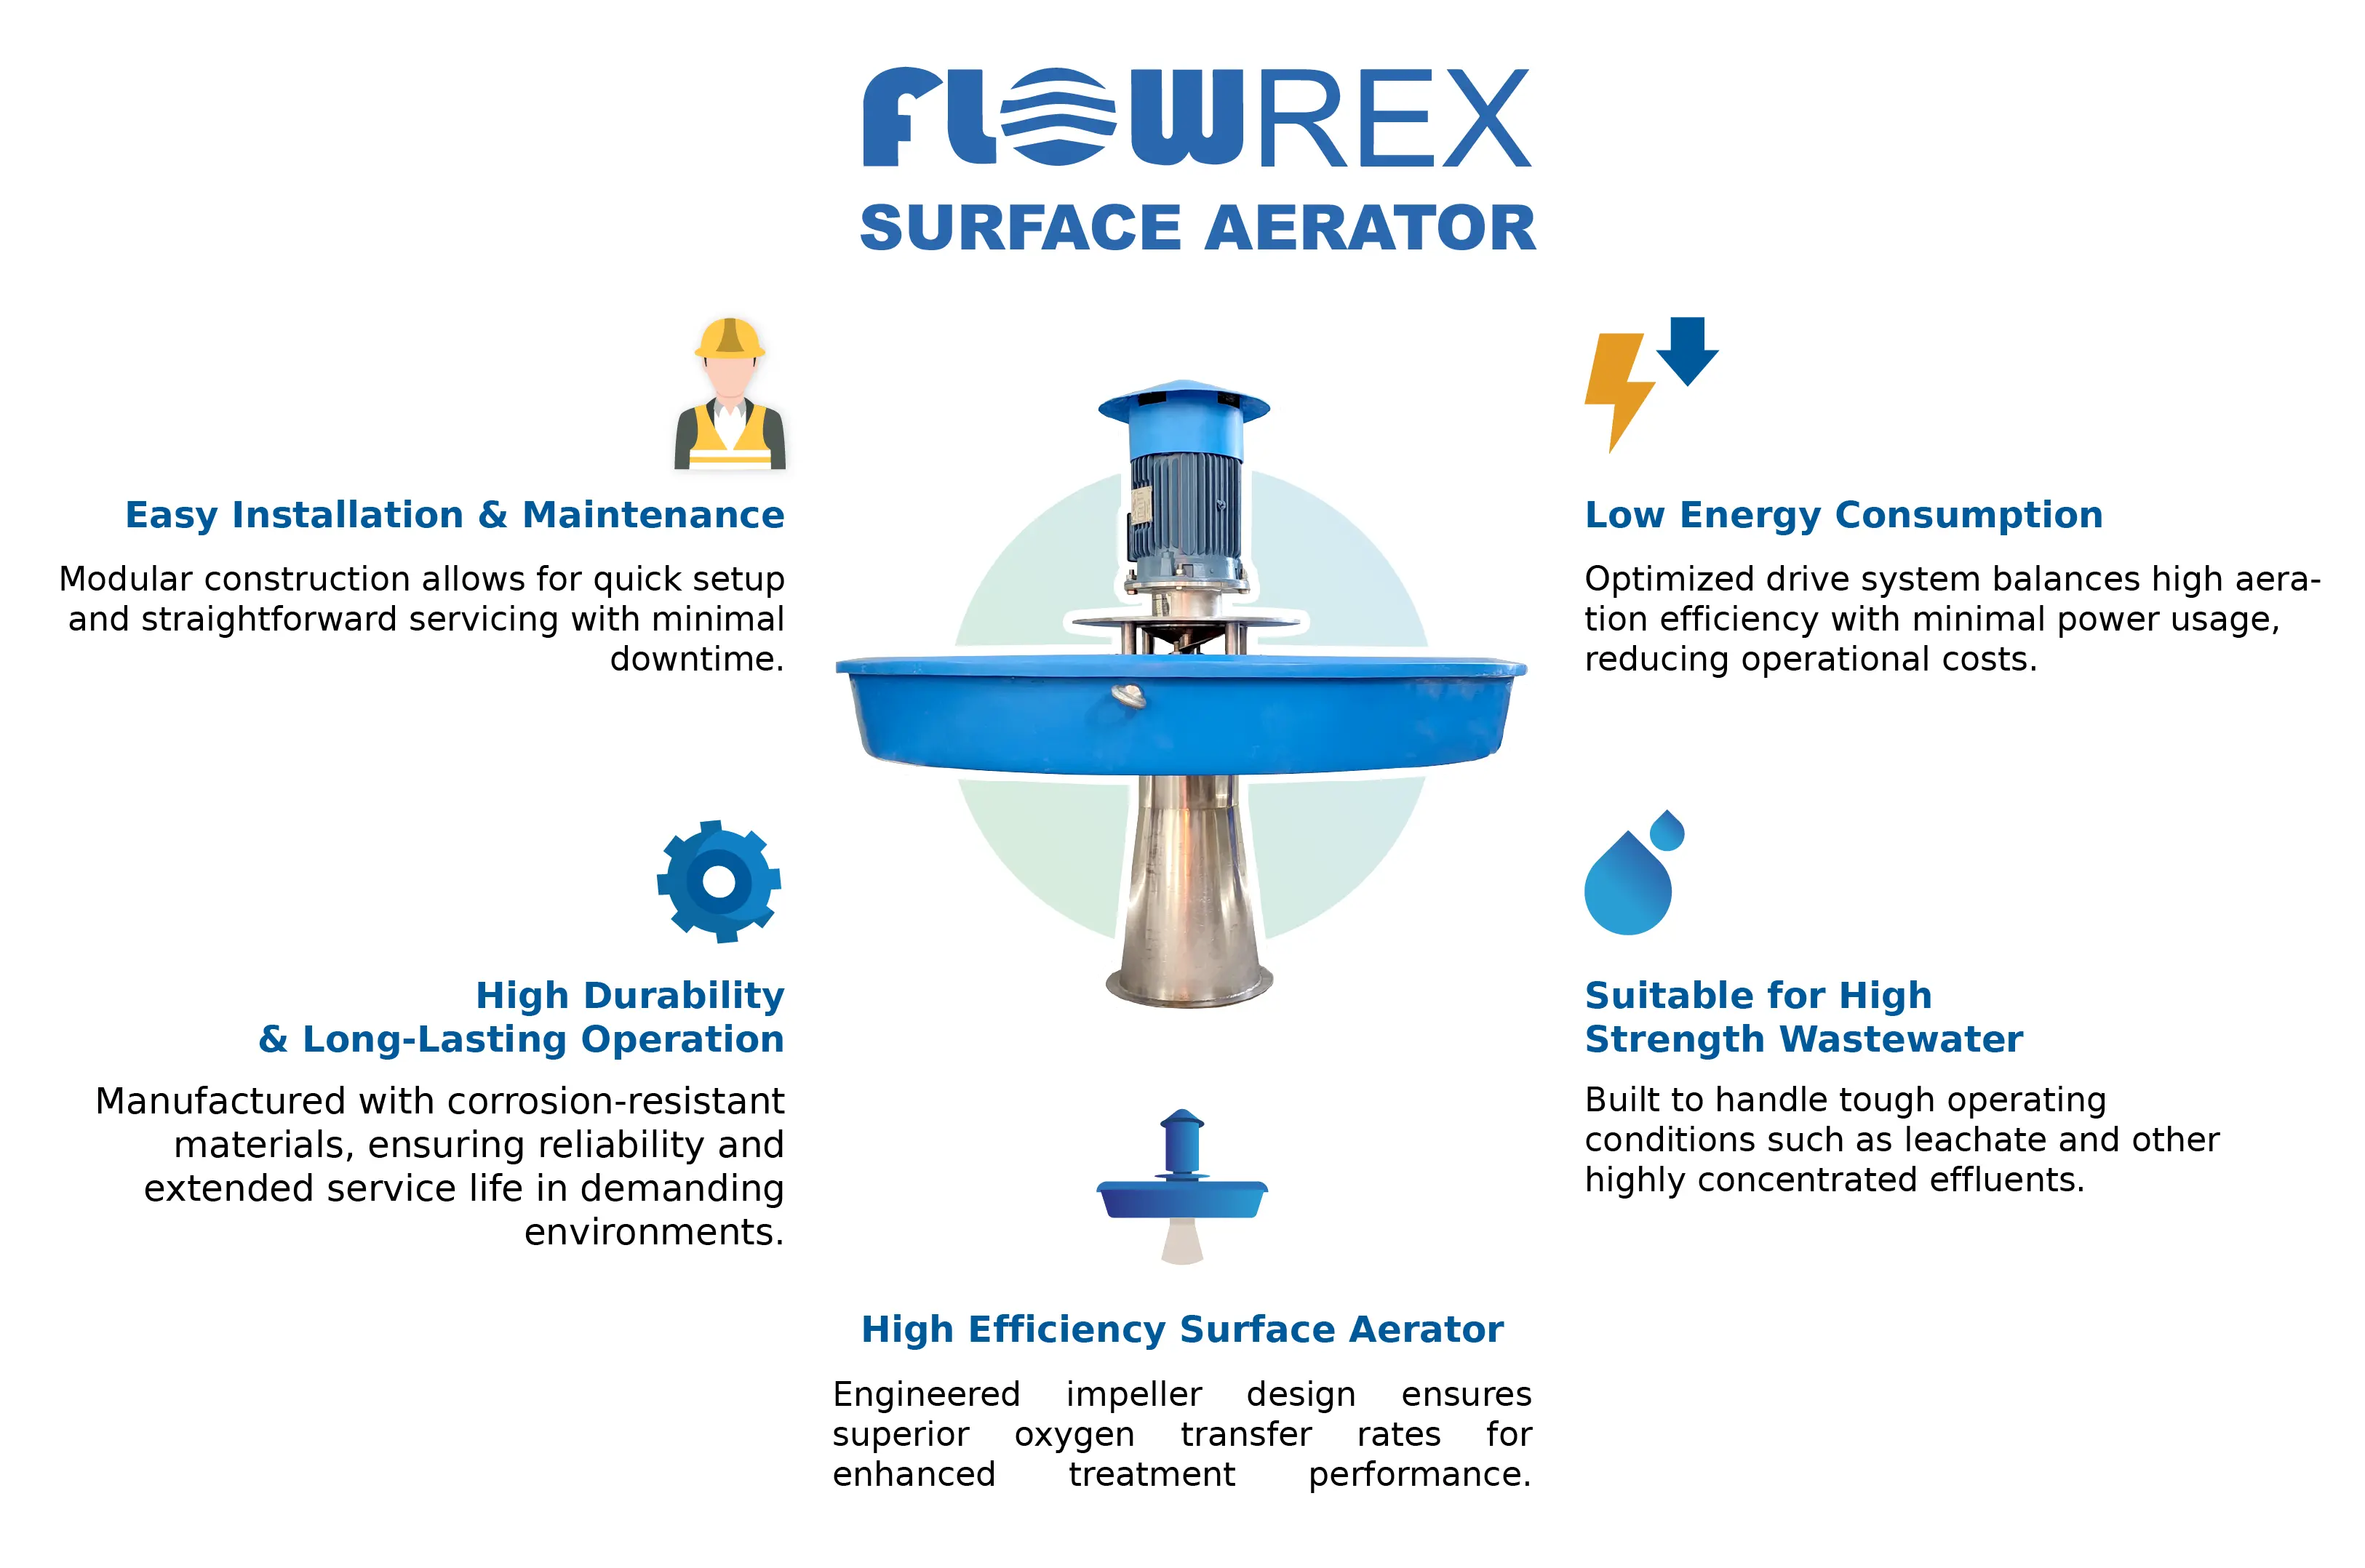 FLOWREX
SURFACE AERATOR
Easy Installation & Maintenance
Modular construction allows for quick setup
and straightforward servicing with minimal
downtime.
Low Energy Consumption
Optimized drive system balances high aera-
tion efficiency with minimal power usage,
reducing operational costs.
High Durability
& Long-Lasting Operation
Manufactured with corrosion-resistant
materials, ensuring reliability and
extended service life in demanding
environments.
Suitable for High
Strength Wastewater
Built to handle tough operating
conditions such as leachate and other
highly concentrated effluents.
High Efficiency Surface Aerator
Engineered impeller design ensures
superior oxygen transfer rates for
enhanced treatment performance.